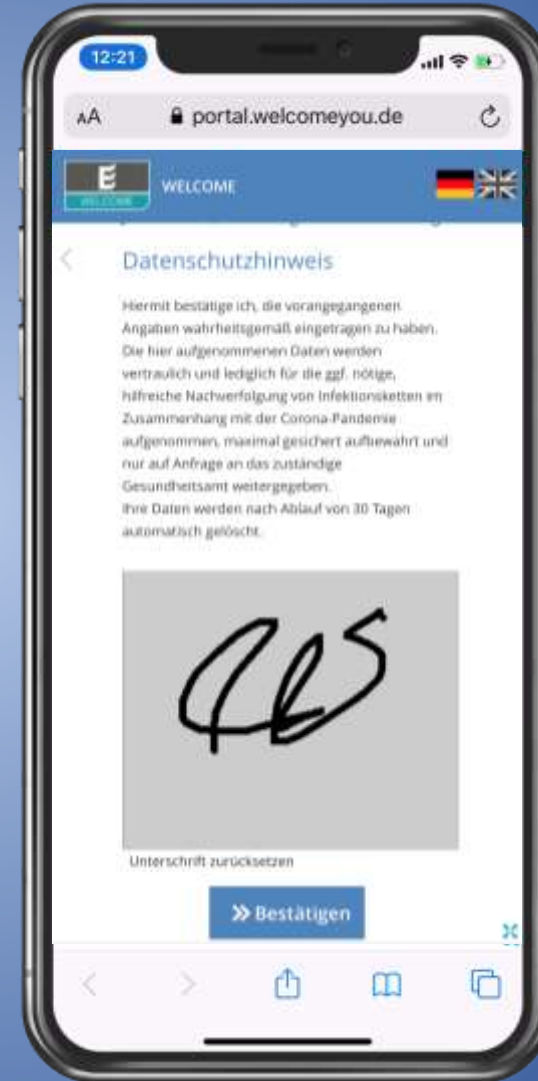 12:21
AA portal.welcomeyou.de
E
WELCOME
WELCOME
Datenschutzhinweis
Hiermit bestätige ich, die vorangegangenen
Angaben wahrheitsgemäß eingetragen zu haben.
Die hier aufgenommenen Daten werden
vertraulich und lediglich für die ggf. nötige,
hilfreiche Nachverfolgung von Infektionsketten im
Zusammenhang mit der Corona-Pandemie
aufgenommen, maximal gesichert aufbewahrt und
nur auf Anfrage an das zuständige
Gesundheitsamt weitergegeben.
Ihre Daten werden nach Ablauf von 30 Tagen
automatisch gelöscht.
Unterschrift zurücksetzen
» Bestätigen